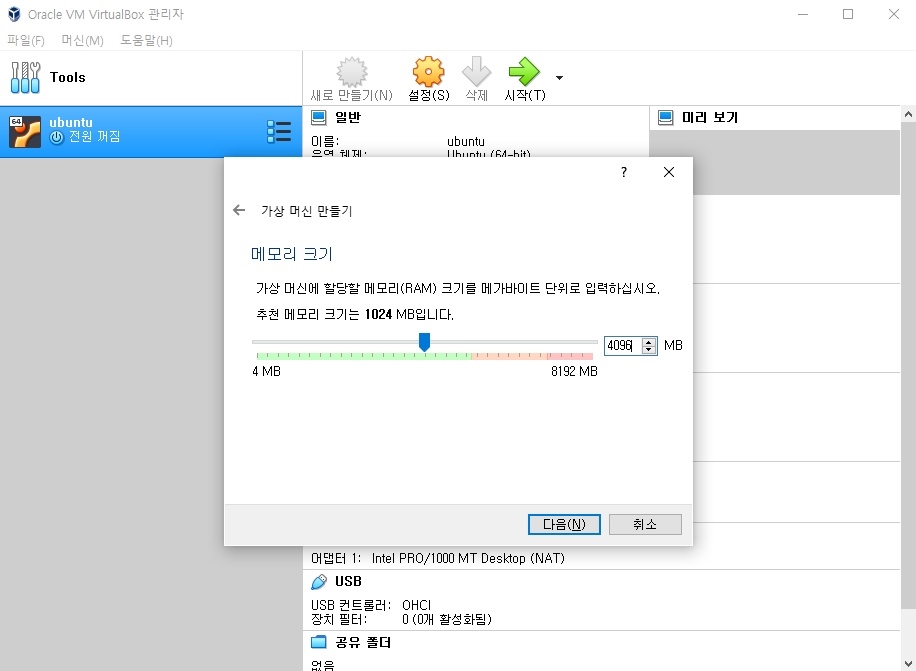 Oracle VM VirtualBox 관리자
파일(F) 머신(M) 도움말(H)
Tools
새로 만들기(N) 설정(S) 삭제 시작(T)
64 ubuntu
전원 꺼짐
일반
미리 보기
이름: ubuntu
운영 체제: Ubuntu (64-bit)
?
가상 머신 만들기
메모리 크기
가상 머신에 할당할 메모리(RAM) 크기를 메가바이트 단위로 입력하십시오.
추천 메모리 크기는 1024 MB입니다.
4096 MB
4 MB 8192 MB
다음(N) 취소
어댑터 1: Intel PRO/1000 MT Desktop (NAT)
USB
USB 컨트롤러: OHCI
장치 필터: 0 (0개 활성화됨)
공유 폴더
없음